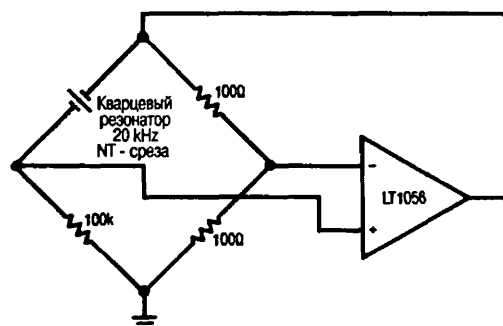 100Ω
Кварцевый
резонатор
20 kHz
NT - среза
-
LT1056
+
100k
100Ω